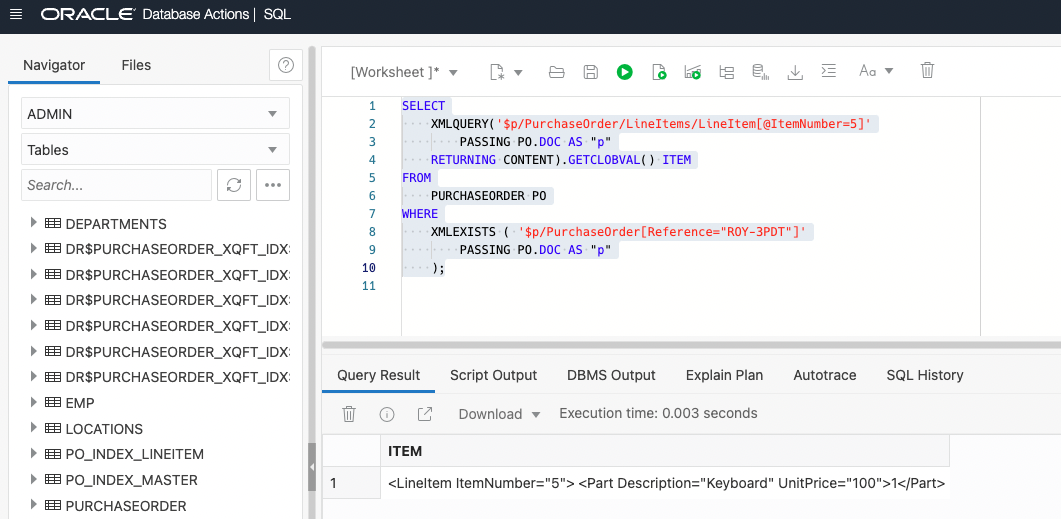 ORACLE Database Actions | SQL
Navigator Files
ADMIN
Tables
Search...
DEPARTMENTS
DR$PURCHASEORDER_XQFT_IDX
DR$PURCHASEORDER_XQFT_IDX
DR$PURCHASEORDER_XQFT_IDX
DR$PURCHASEORDER_XQFT_IDX
DR$PURCHASEORDER_XQFT_IDX
DR$PURCHASEORDER_XQFT_IDX
EMP
LOCATIONS
PO_INDEX_LINEITEM
PO_INDEX_MASTER
PURCHASEORDER
[Worksheet ]* Aa
1 SELECT
2 XMLQUERY('$p/PurchaseOrder/LineItems/LineItem[@ItemNumber=5]'
3 PASSING PO.DOC AS "p"
4 RETURNING CONTENT).GETCLOBVAL() ITEM
5 FROM
6 PURCHASEORDER PO
7 WHERE
8 XMLEXISTS ( '$p/PurchaseOrder[Reference="ROY-3PDT"]'
9 PASSING PO.DOC AS "p"
10 );
11
Query Result Script Output DBMS Output Explain Plan Autotrace SQL History
Download Execution time: 0.003 seconds
ITEM
1 <LineItem ItemNumber="5"> <Part Description="Keyboard" UnitPrice="100">1</Part>